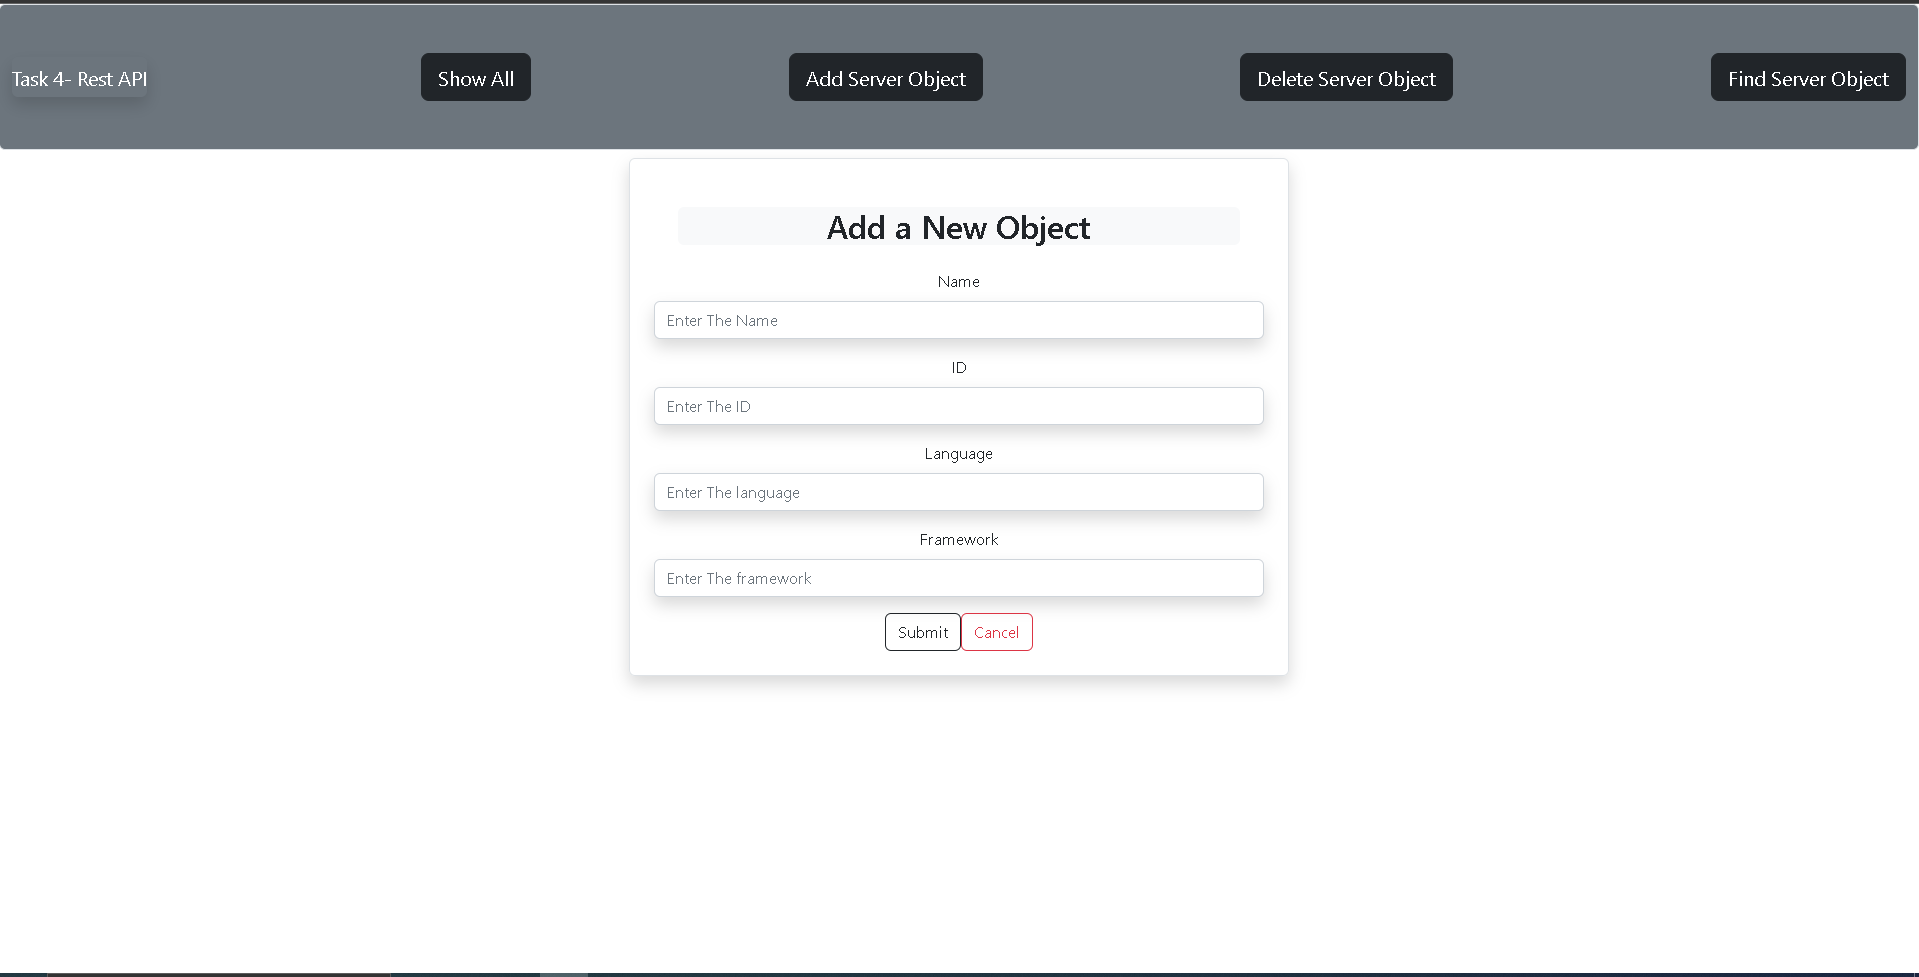 Task 4- Rest API
Show All
Add Server Object
Delete Server Object
Find Server Object
Add a New Object
Name
Enter The Name
ID
Enter The ID
Language
Enter The language
Framework
Enter The framework
Submit
Cancel